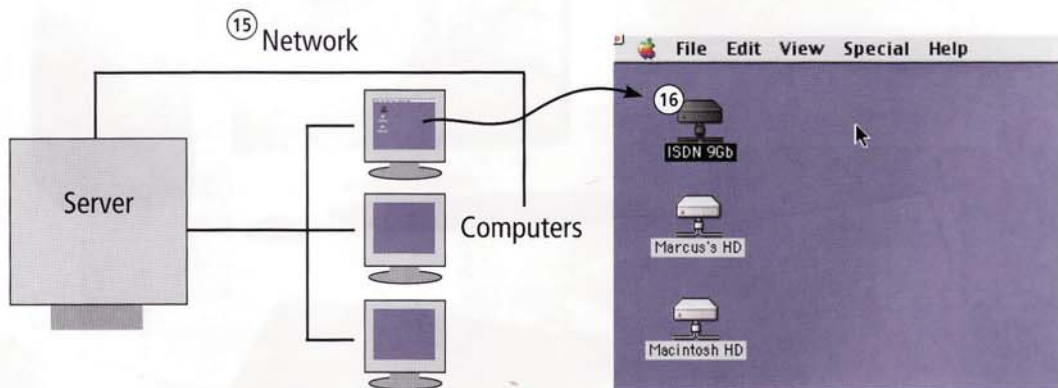 15 Network
Server
Computers
File Edit View Special Help
16
ISDN 9Gb
Marcus's HD
Macintosh HD